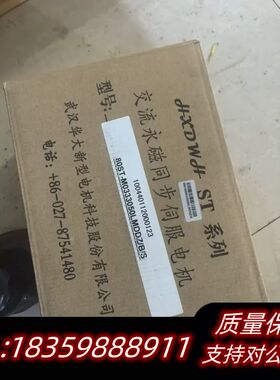 HXDWH ST 系列
交流永磁同步伺服电机
型号:
100440112000123
80ST-M03330LMDDZ/B/S
武汉华大新型电机科技股份有限公司
电话: +86-027-87541480
质量保
:18359888911
支持对公